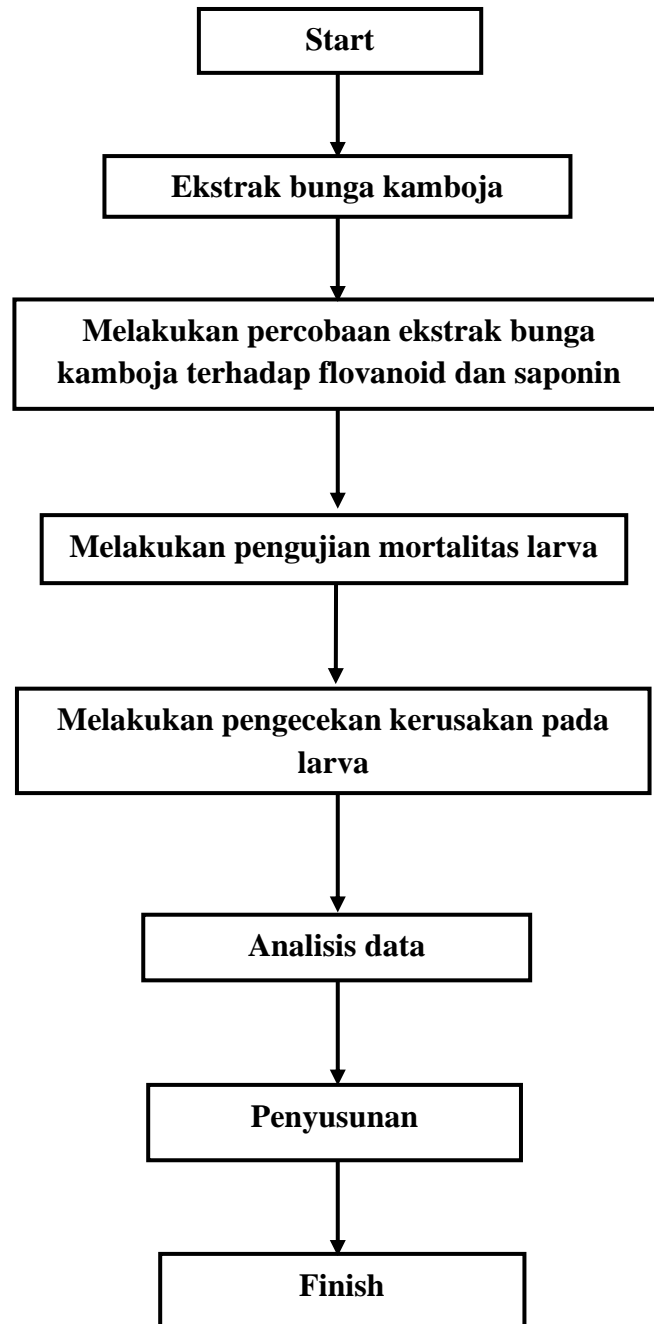 Start
Ekstrak bunga kamboja
Melakukan percobaan ekstrak bunga
kamboja terhadap flovanoid dan saponin
Melakukan pengujian mortalitas larva
Melakukan pengecekan kerusakan pada
larva
Analisis data
Penyusunan
Finish